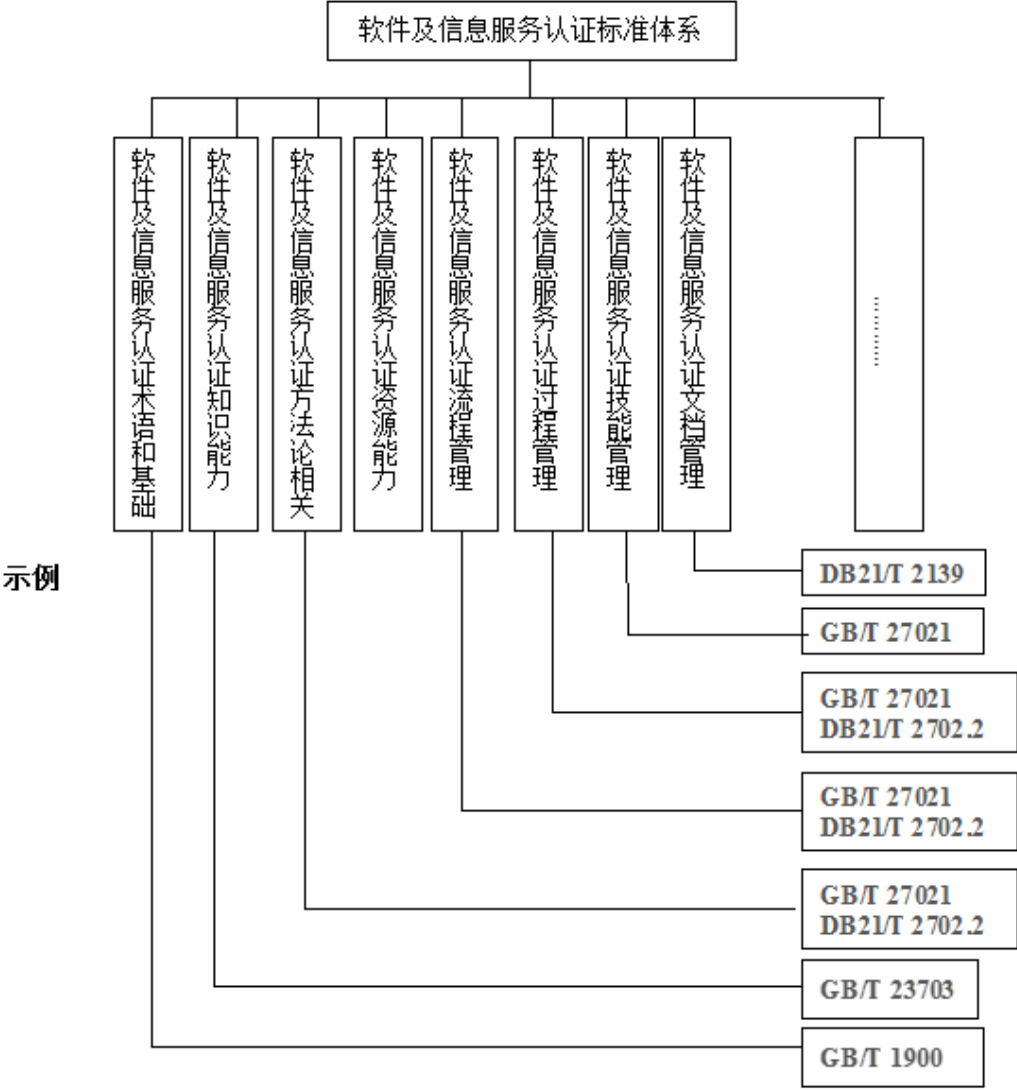 软件及信息服务认证标准体系
软件及信息服务认证术语和基础
软件及信息服务认证知识能力
软件及信息服务认证方法论相关
软件及信息服务认证资源能力
软件及信息服务认证流程管理
软件及信息服务认证过程管理
软件及信息服务认证技能管理
软件及信息服务认证文档管理
………
示例
DB21/T 2139
GB/T 27021
GB/T 27021
DB21/T 2702.2
GB/T 27021
DB21/T 2702.2
GB/T 27021
DB21/T 2702.2
GB/T 23703
GB/T 1900